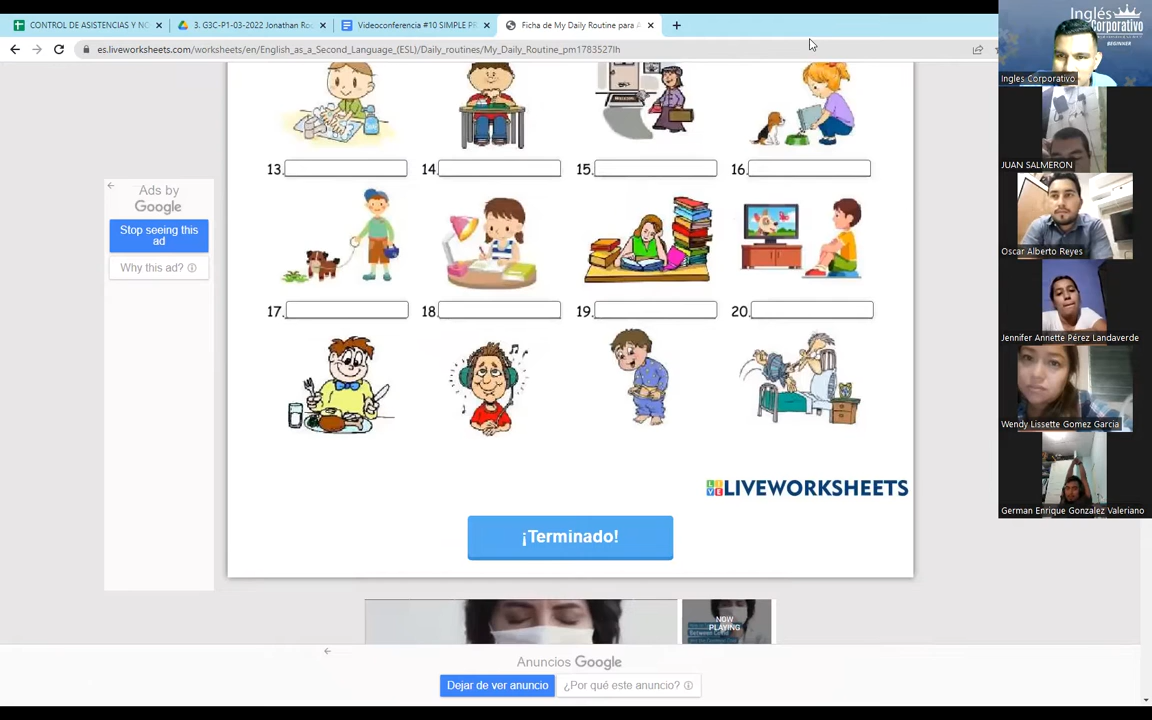 CONTROL DE ASISTENCIAS Y NO
3. G3C-P1-03-2022 Jonathan Ro
Videoconferencia #10 SIMPLE PR
Ficha de My Daily Routine para A
es.liveworksheets.com/worksheets/en/English_as_a_Second_Language_(ESL)/Daily_routines/My_Daily_Routine_pm1783527lh
Inglés
Corporativo
BEGINNER
Ingles Corporativo
JUAN SALMERON
Oscar Alberto Reyes
Jennifer Annette Pérez Landaverde
Wendy Lissette Gomez Garcia
German Enrique Gonzalez Valeriano
Ads by
Google
Stop seeing this
ad
Why this ad?
13.
14.
15.
16.
17.
18
19.
20.
LIVEWORKSHEETS
¡Terminado!
NOW
PLAYING
Anuncios Google
Dejar de ver anuncio
¿Por qué este anuncio?